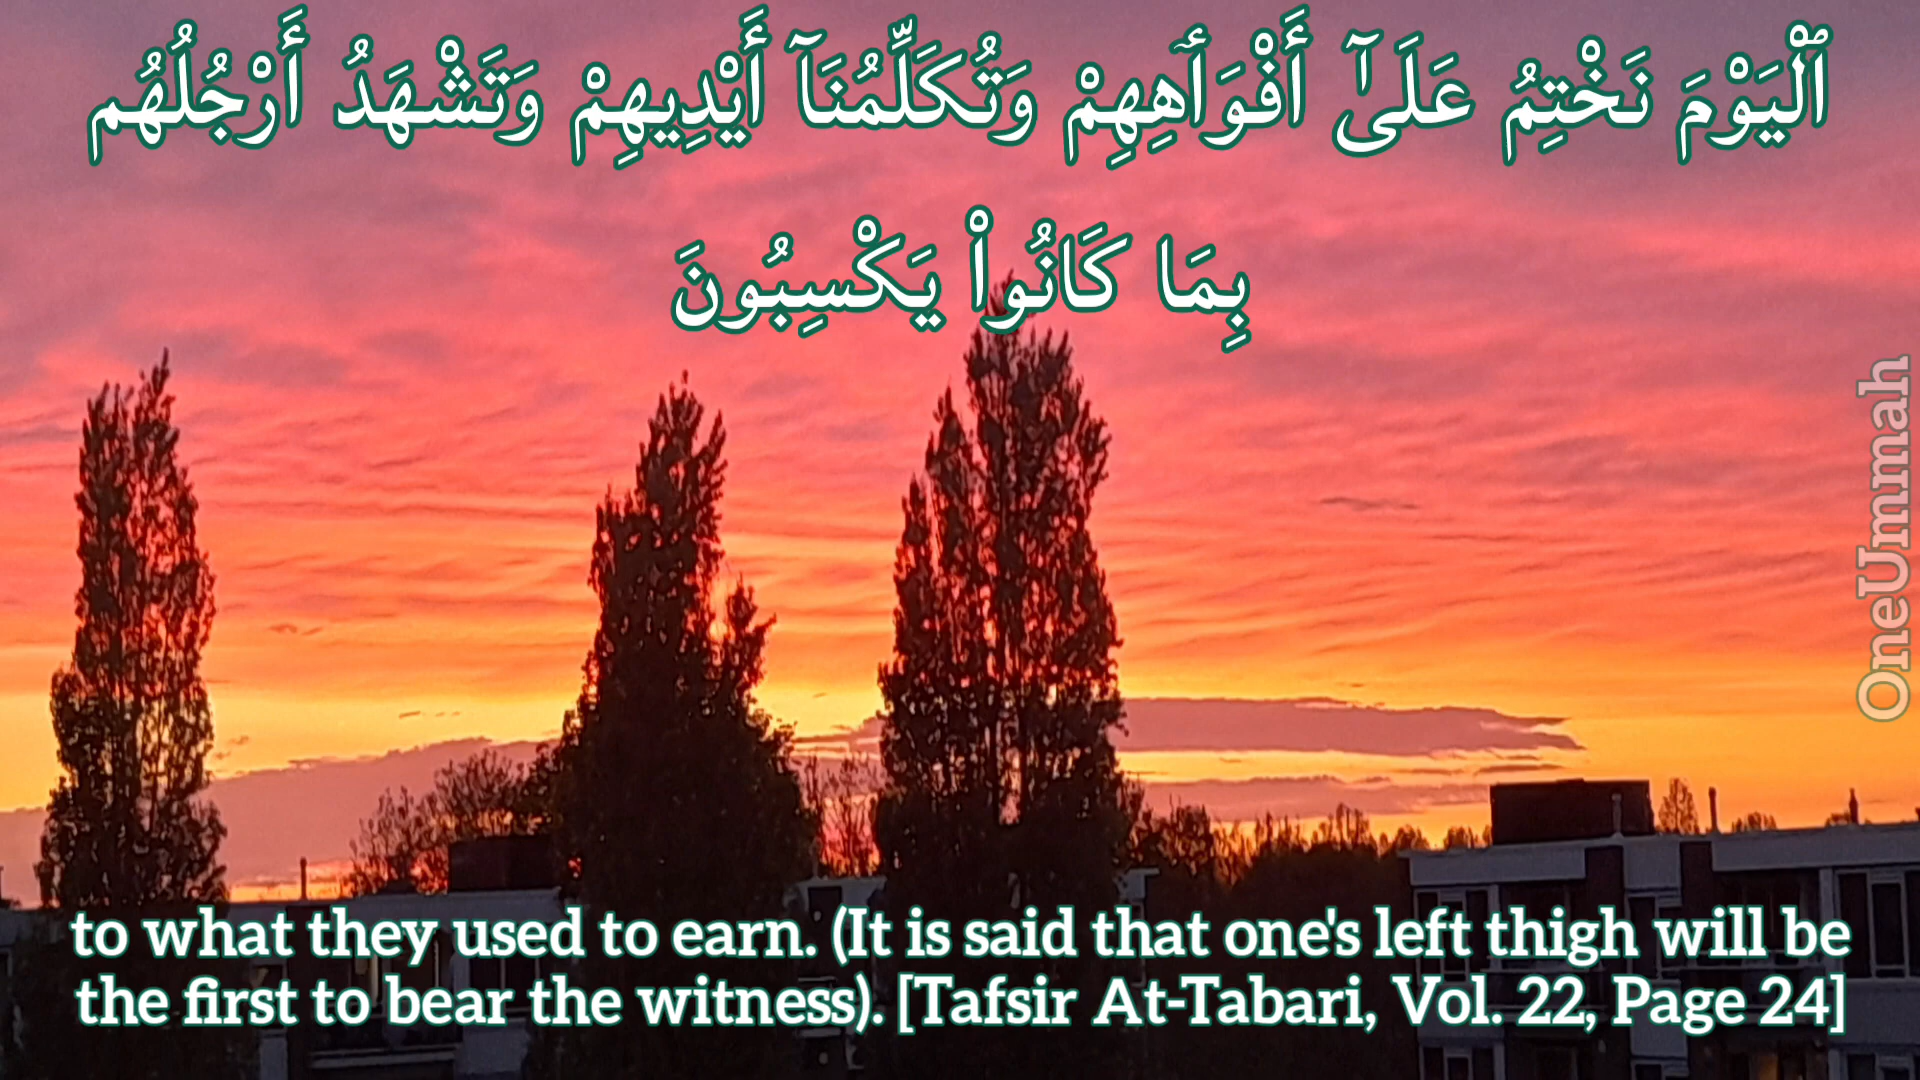 ٱلْيَوْمَ نَخْتِمُ عَلَىٰٓ أَفْوَٰهِهِمْ وَتُكَلِّمُنَآ أَيْدِيهِمْ وَتَشْهَدُ أَرْجُلُهُم
بِمَا كَانُوا۟ يَكْسِبُونَ
OneUmmah
to what they used to earn. (It is said that one's left thigh will be
the first to bear the witness). [Tafsir At-Tabari, Vol. 22, Page 24]